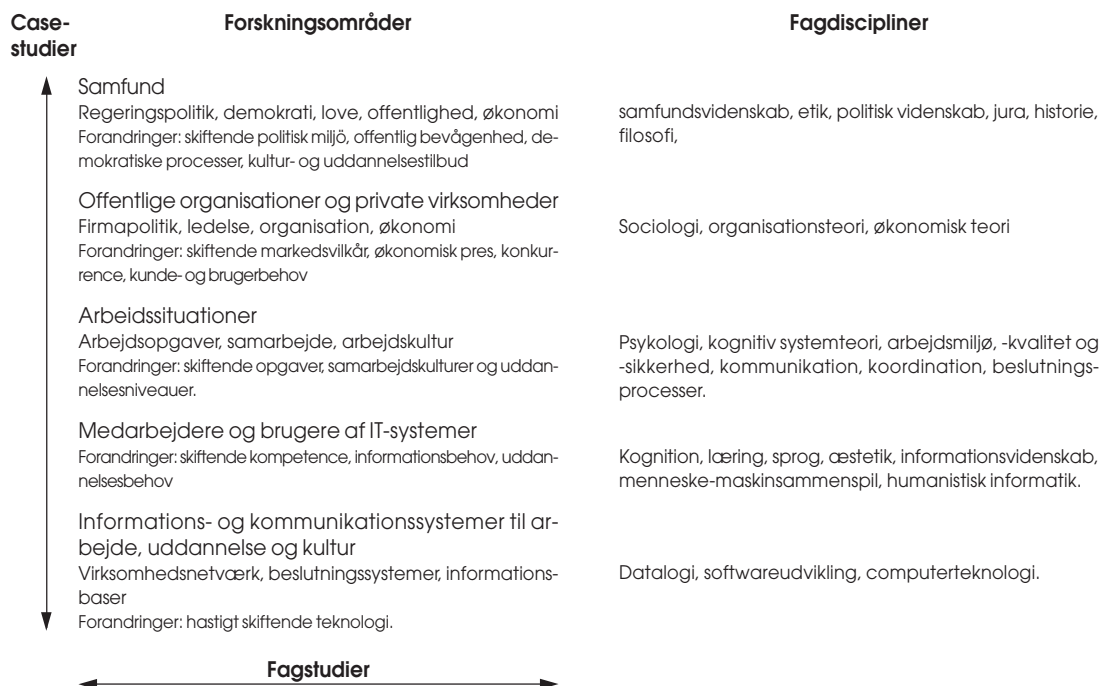 Case-
studier
Forskningsområder
Fagdiscipliner
Samfund
Regeringspolitik, demokrati, love, offentlighed, økonomi
Forandringer: skiftende politisk miljö, offentlig bevågenhed, de-
mokratiske processer, kultur- og uddannelsestilbud
samfundsvidenskab, etik, politisk videnskab, jura, historie,
filosofi,
Offentlige organisationer og private virksomheder
Firmapolitik, ledelse, organisation, økonomi
Forandringer: skiftende markedsvilkår, økonomisk pres, konkur-
rence, kunde- og brugerbehov
Sociologi, organisationsteori, økonomisk teori
Arbeidssituationer
Arbejdsopgaver, samarbejde, arbejdskultur
Forandringer: skiftende opgaver, samarbejdskulturer og uddan-
nelsesniveauer.
Psykologi, kognitiv systemteori, arbejdsmiljø, -kvalitet og
-sikkerhed, kommunikation, koordination, beslutnings-
processer.
Medarbejdere og brugere af IT-systemer
Forandringer: skiftende kompetence, informationsbehov, uddan-
nelsesbehov
Kognition, læring, sprog, æstetik, informationsvidenskab,
menneske-maskinsammenspil, humanistisk informatik.
Informations- og kommunikationssystemer til ar-
bejde, uddannelse og kultur
Virksomhedsnetværk, beslutningssystemer, informations-
baser
Forandringer: hastigt skiftende teknologi.
Datalogi, softwareudvikling, computerteknologi.
Fagstudier